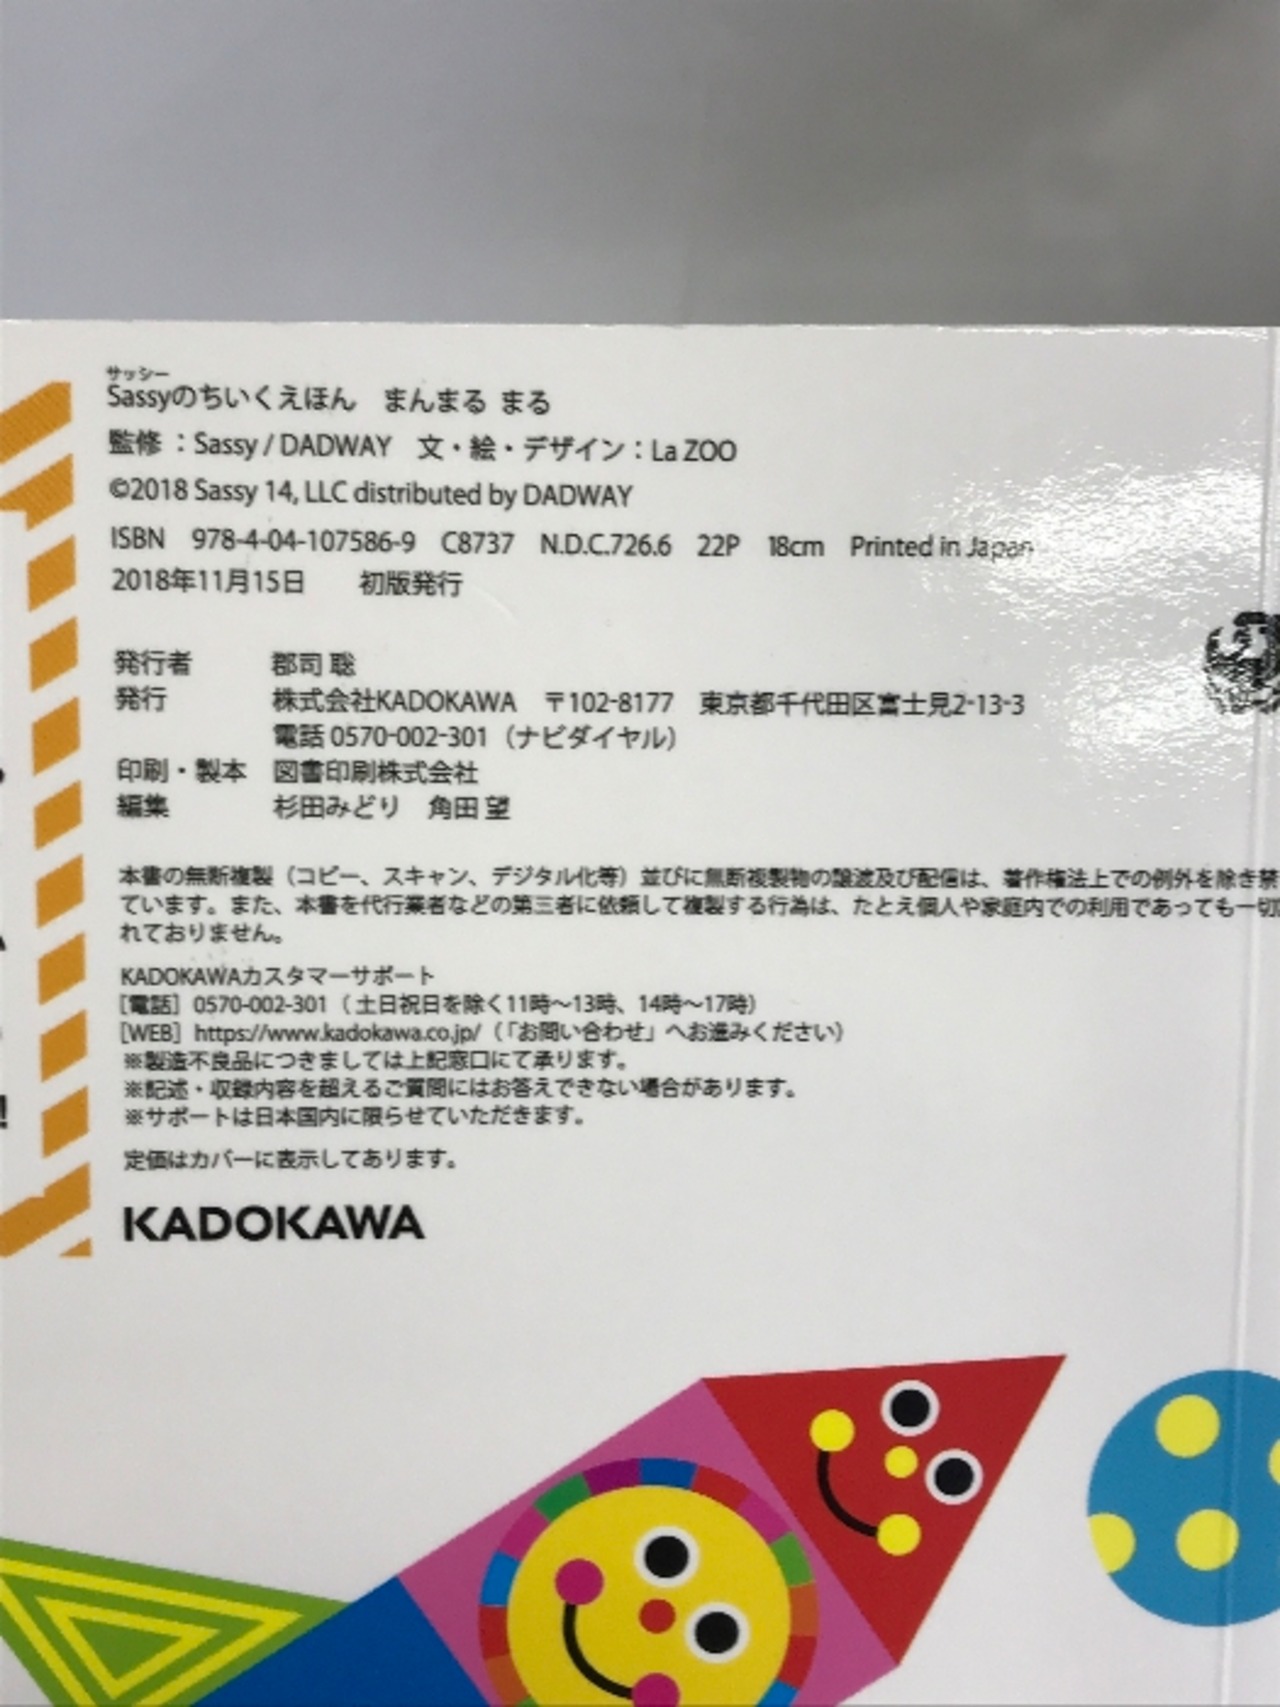 サッシー
Sassyのちいくえほん　まんまる まる
監修：Sassy / DADWAY　文・絵・デザイン：La ZOO
©2018 Sassy 14, LLC distributed by DADWAY
ISBN　978-4-04-107586-9　C8737　N.D.C.726.6　22P　18cm　Printed in Japan
2018年11月15日　　初版発行
発行者　郡司 聡
発行　株式会社KADOKAWA　〒102-8177　東京都千代田区富士見2-13-3
電話 0570-002-301（ナビダイヤル）
印刷・製本　図書印刷株式会社
編集　杉田みどり　角田 望
本書の無断複製（コピー、スキャン、デジタル化等）並びに無断複製物の譲渡及び配信は、著作権法上での例外を除き禁
ています。また、本書を代行業者などの第三者に依頼して複製する行為は、たとえ個人や家庭内での利用であっても一切
れておりません。
KADOKAWAカスタマーサポート
［電話］0570-002-301（土日祝日を除く11時～13時、14時～17時）
［WEB］https://www.kadokawa.co.jp/（「お問い合わせ」へお進みください）
※製造不良品につきましては上記窓口にて承ります。
※記述・収録内容を超えるご質問にはお答えできない場合があります。
※サポートは日本国内に限らせていただきます。
定価はカバーに表示してあります。
KADOKAWA